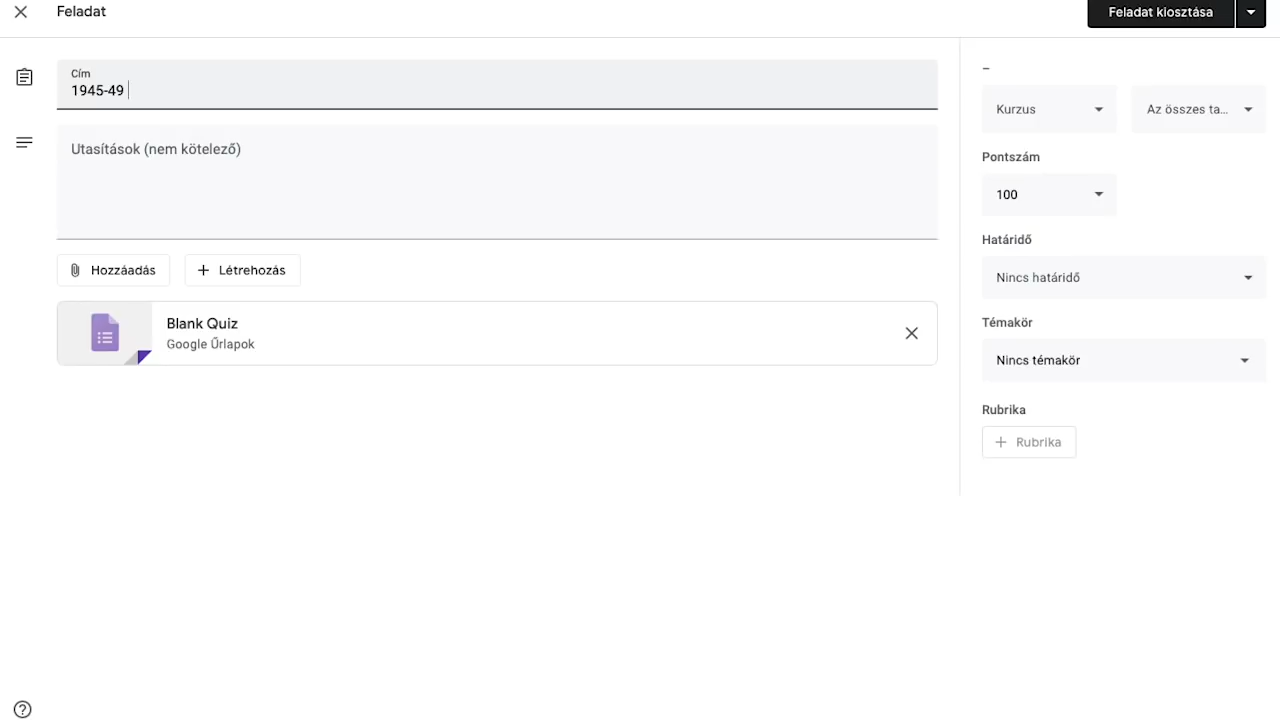 Feladat
Feladat kiosztása
Cím
1945-49
Utasítások (nem kötelező)
Hozzáadás
Létrehozás
Blank Quiz
Google Űrlapok
–
Kurzus
Az összes ta...
Pontszám
100
Határidő
Nincs határidő
Témakör
Nincs témakör
Rubrika
Rubrika